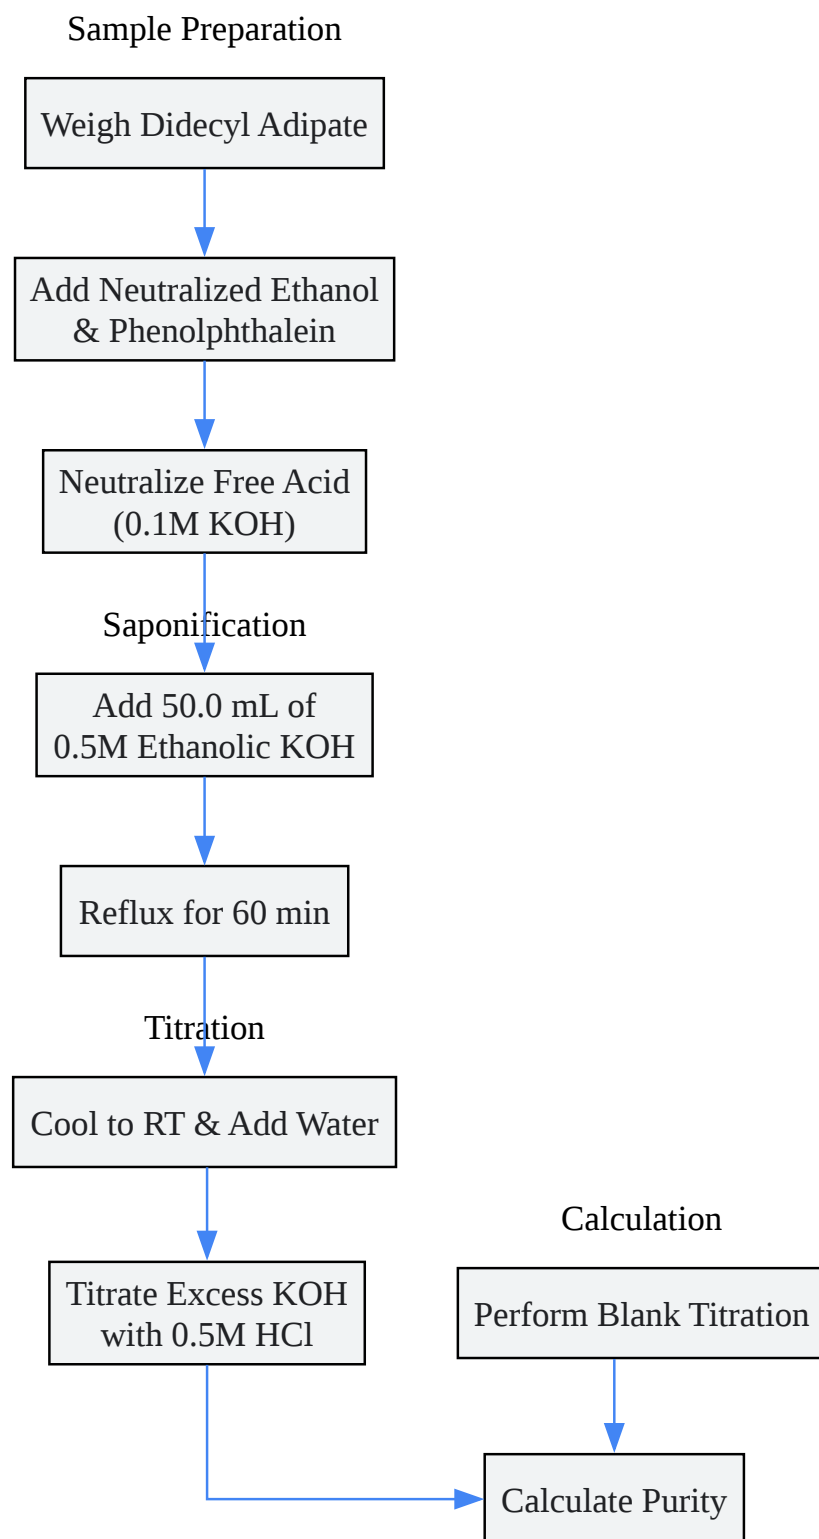 Sample Preparation
Weigh Didecyl Adipate
Add Neutralized Ethanol
& Phenolphthalein
Neutralize Free Acid
(0.1M KOH)
Saponification
Add 50.0 mL of
0.5M Ethanolic KOH
Reflux for 60 min
Titration
Cool to RT & Add Water
Titrate Excess KOH
with 0.5M HCl
Calculation
Perform Blank Titration
Calculate Purity